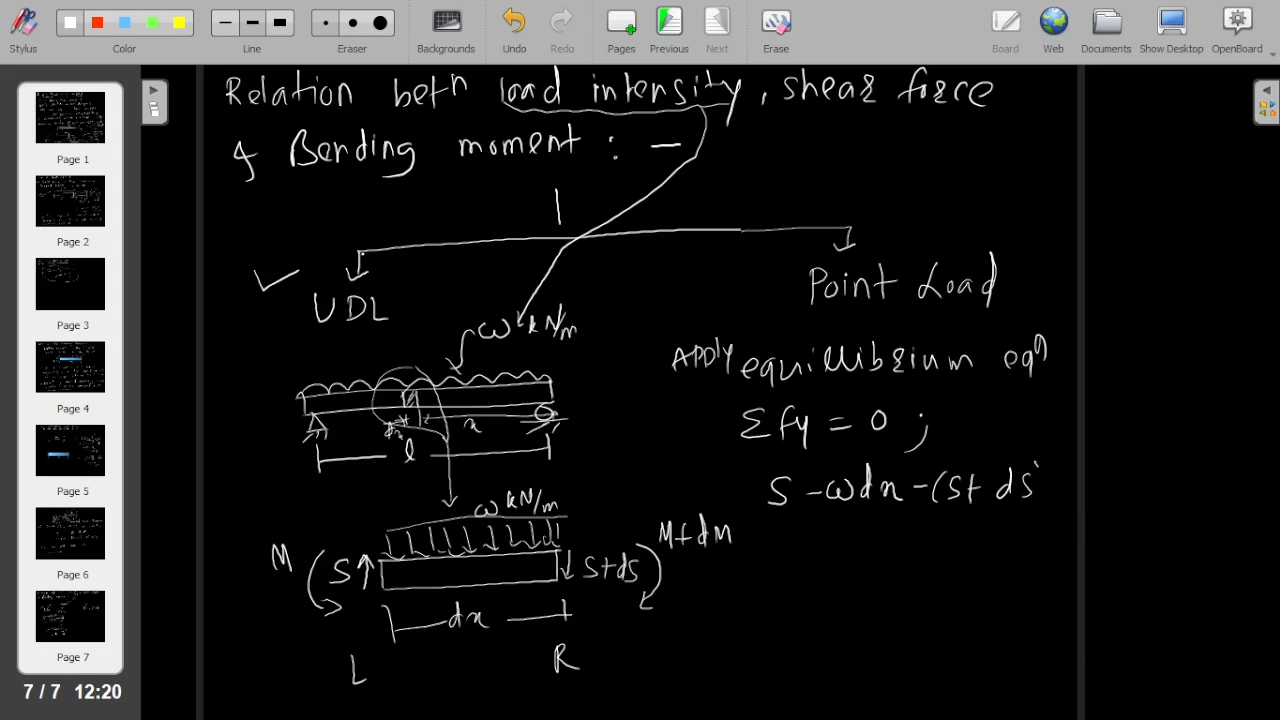 Stylus
Color
Line
Eraser
Backgrounds
Undo
Redo
Pages
Previous
Next
Erase
Board
Web
Documents
Show Desktop
OpenBoard
Page 1
Page 2
Page 3
Page 4
Page 5
Page 6
Page 7
7 / 7 12:20
Relation betn load intensity, shear force
& Bending moment : —
UDL
Point Load
ω kN/m
dx
x
l
Apply equillibrium eqn
Σfy = 0 ;
S - ωdx - (S+ ds
ω kN/m
M
S
S+ds
M+dM
dx
L
R